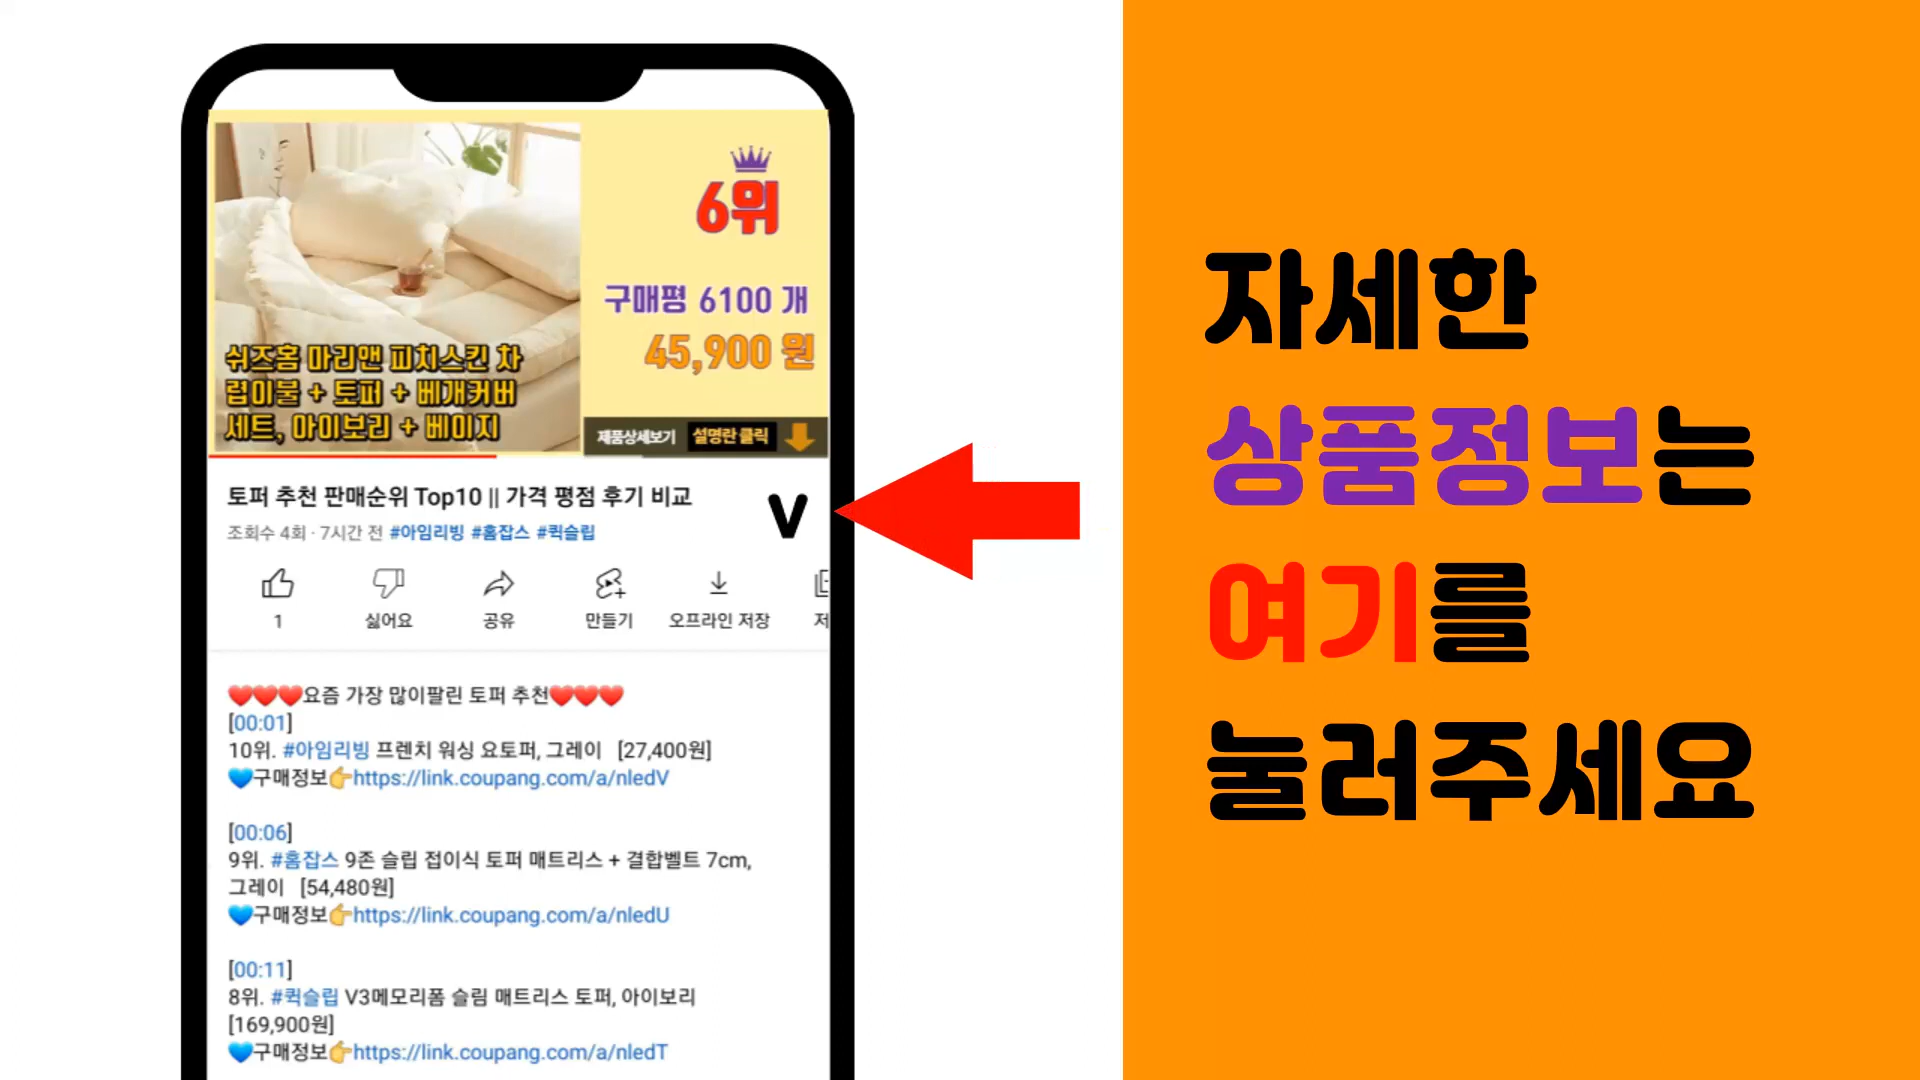 6위
구매평 6100 개
45,900 원
쉬즈홈 마리앤 피치스킨 차
렵이불 + 토퍼 + 베개커버
세트, 아이보리 + 베이지
제품상세보기 설명란 클릭
토퍼 추천 판매순위 Top10 || 가격 평점 후기 비교
V
조회수 4회 · 7시간 전 #아임리빙 #홈잡스 #퀵슬립
1 싫어요 공유 만들기 오프라인 저장 저
❤❤❤요즘 가장 많이팔린 토퍼 추천❤❤❤
[00:01]
10위. #아임리빙 프렌치 워싱 요토퍼, 그레이 [27,400원]
💙구매정보👉https://link.coupang.com/a/nledV
[00:06]
9위. #홈잡스 9존 슬립 접이식 토퍼 매트리스 + 결합벨트 7cm,
그레이 [54,480원]
💙구매정보👉https://link.coupang.com/a/nledU
[00:11]
8위. #퀵슬립 V3메모리폼 슬림 매트리스 토퍼, 아이보리
[169,900원]
💙구매정보👉https://link.coupang.com/a/nledT
자세한
상품정보는
여기를
눌러주세요